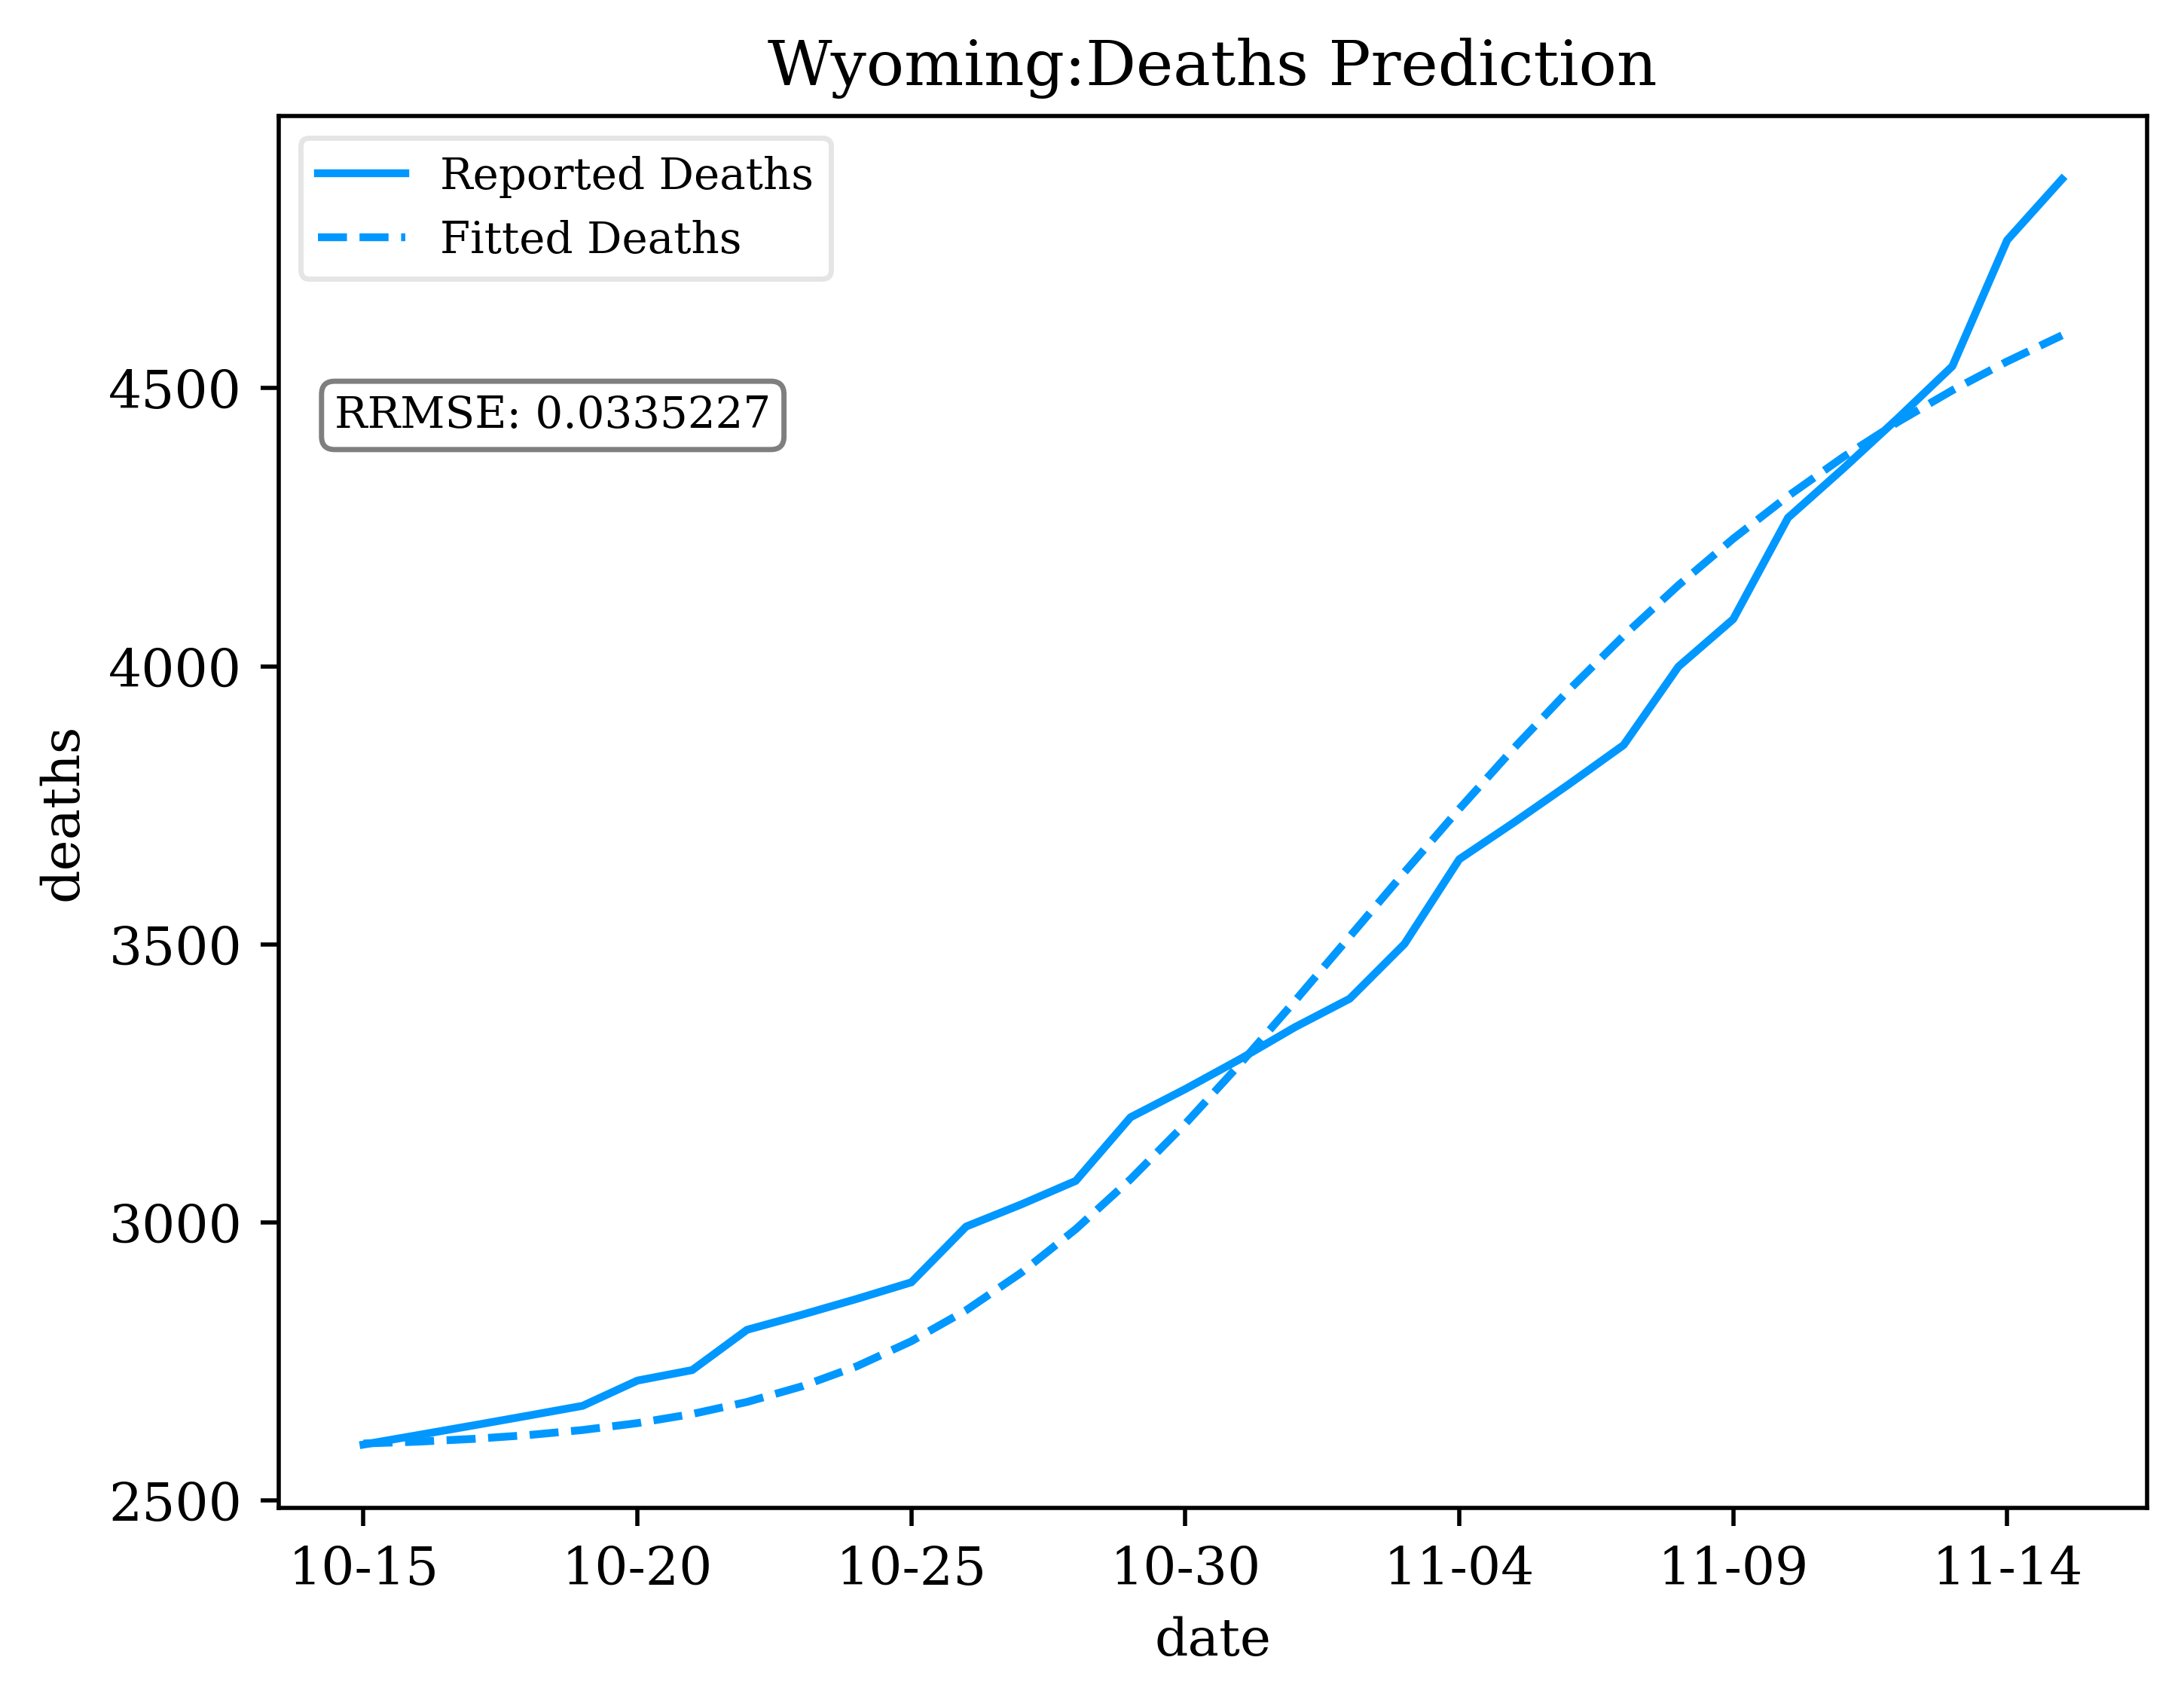 Wyoming:Deaths Prediction
Reported Deaths
Fitted Deaths
RRMSE: 0.0335227
4500
4000
3500
3000
2500
deaths
10-15 10-20 10-25 10-30 11-04 11-09 11-14
date